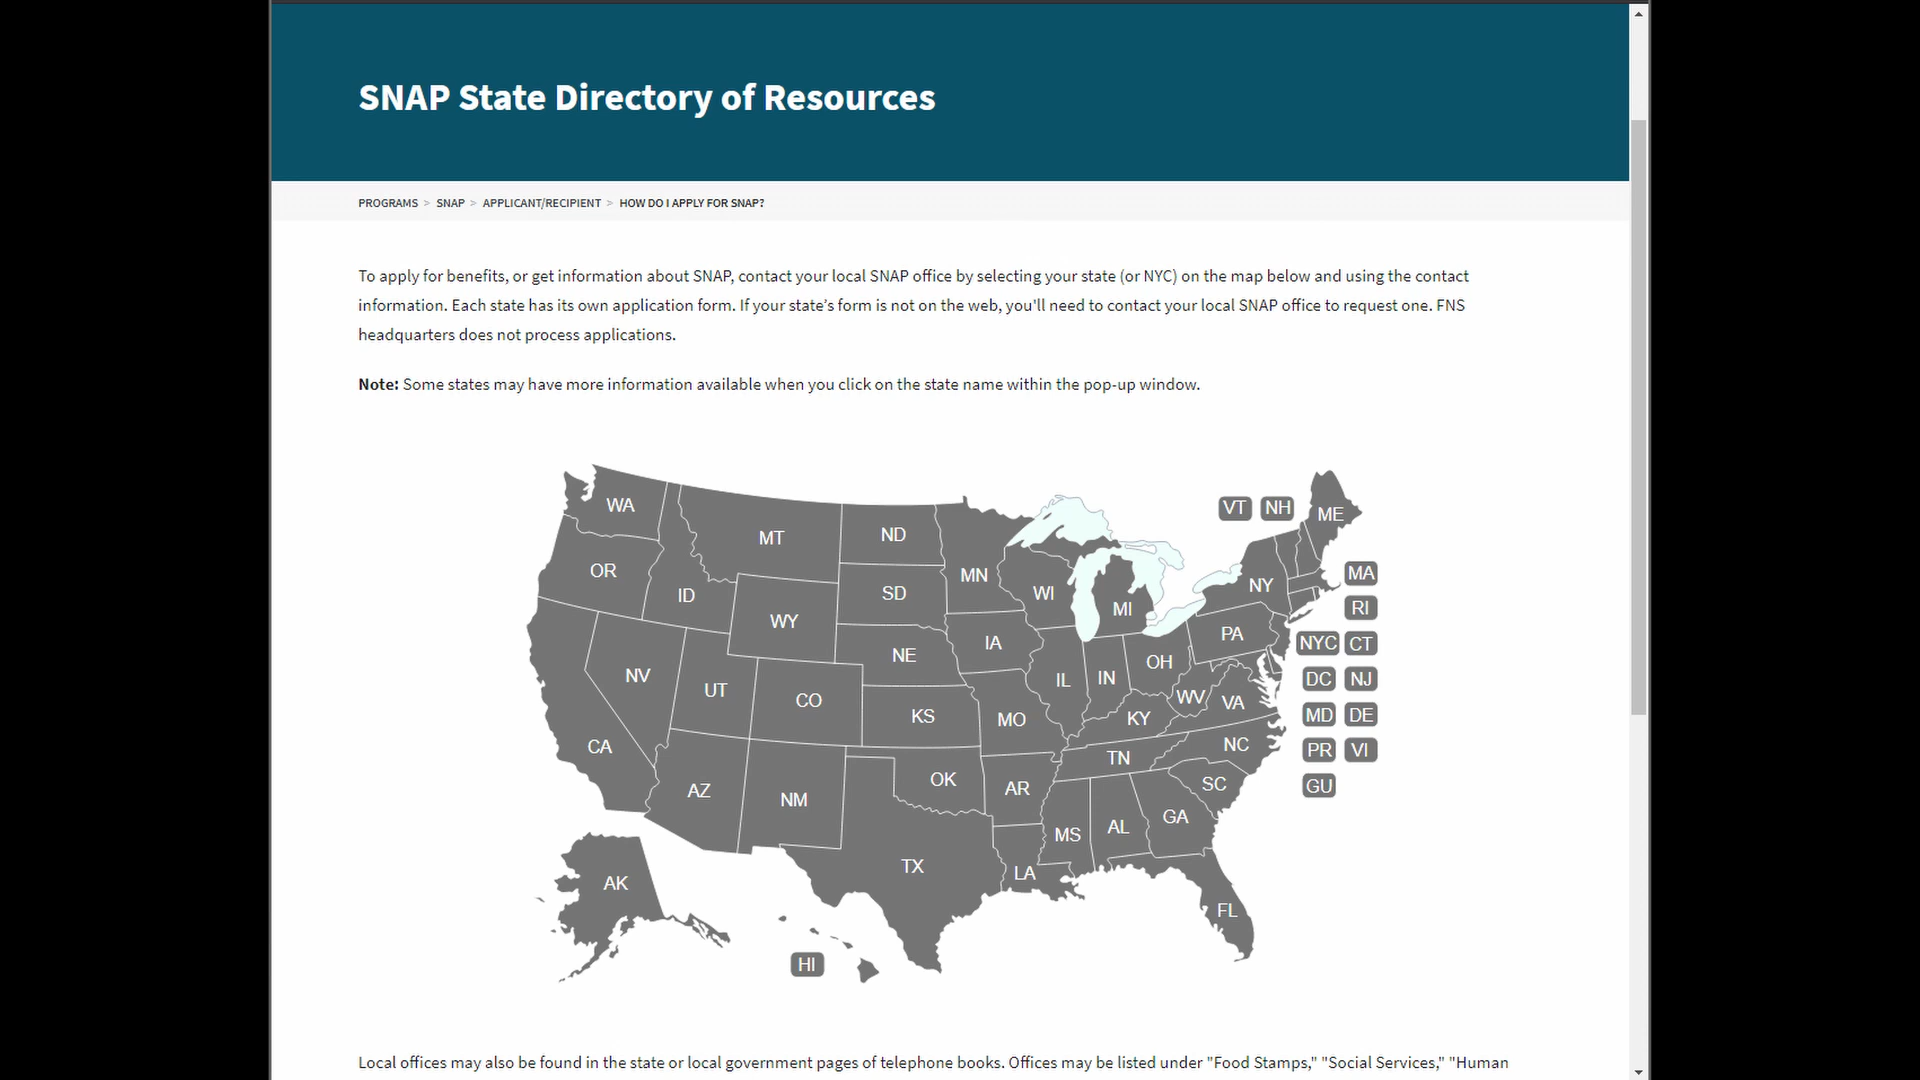 SNAP State Directory of Resources
PROGRAMS > SNAP > APPLICANT/RECIPIENT > HOW DO I APPLY FOR SNAP?
To apply for benefits, or get information about SNAP, contact your local SNAP office by selecting your state (or NYC) on the map below and using the contact
information. Each state has its own application form. If your state’s form is not on the web, you'll need to contact your local SNAP office to request one. FNS
headquarters does not process applications.
Note: Some states may have more information available when you click on the state name within the pop-up window.
WA
VT NH
ME
MT
ND
OR
MN
MA
ID
SD
WI
NY
MI
RI
WY
PA
IA
NYC CT
NE
OH
NV
IL
IN
DC NJ
UT
CO
WV
VA
KS
MO
KY
MD DE
CA
NC
TN
PR VI
AZ
NM
OK
AR
SC
GU
GA
MS
AL
TX
LA
AK
FL
HI
Local offices may also be found in the state or local government pages of telephone books. Offices may be listed under "Food Stamps," "Social Services," "Human